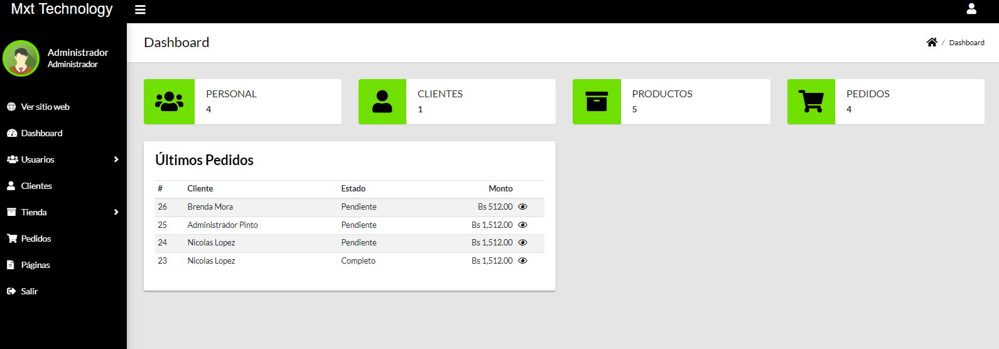 Mxt Technology
Administrador
Administrador
Ver sitio web
Dashboard
Usuarios
Clientes
Tienda
Pedidos
Páginas
Salir
Dashboard
/ Dashboard
PERSONAL
4
CLIENTES
1
PRODUCTOS
5
PEDIDOS
4
Últimos Pedidos
# Cliente Estado Monto
26 Brenda Mora Pendiente Bs 512.00
25 Administrador Pinto Pendiente Bs 1,512.00
24 Nicolas Lopez Pendiente Bs 1,512.00
23 Nicolas Lopez Completo Bs 1,512.00